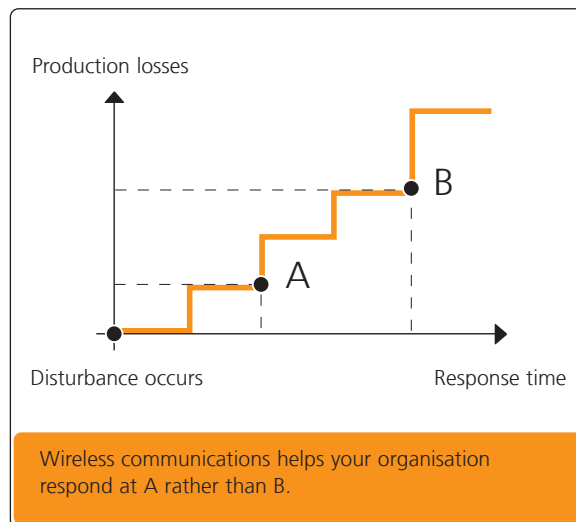 Production losses
B
A
Disturbance occurs
Response time
Wireless communications helps your organisation
respond at A rather than B.